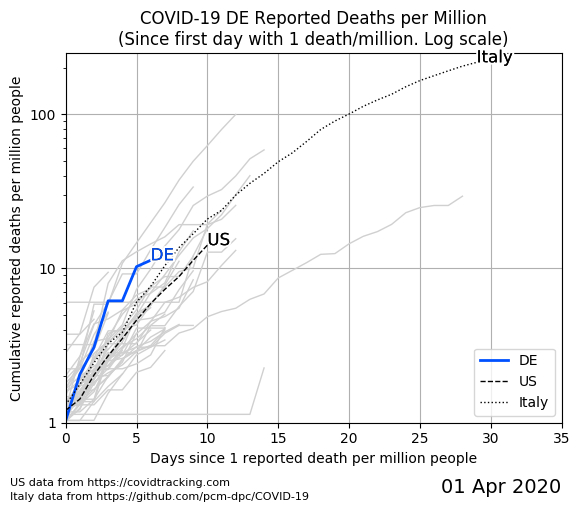 COVID-19 DE Reported Deaths per Million
(Since first day with 1 death/million. Log scale)
Cumulative reported deaths per million people
100
10
1
Italy
US
DE
DE
US
Italy
0 5 10 15 20 25 30 35
Days since 1 reported death per million people
US data from https://covidtracking.com
Italy data from https://github.com/pcm-dpc/COVID-19
01 Apr 2020